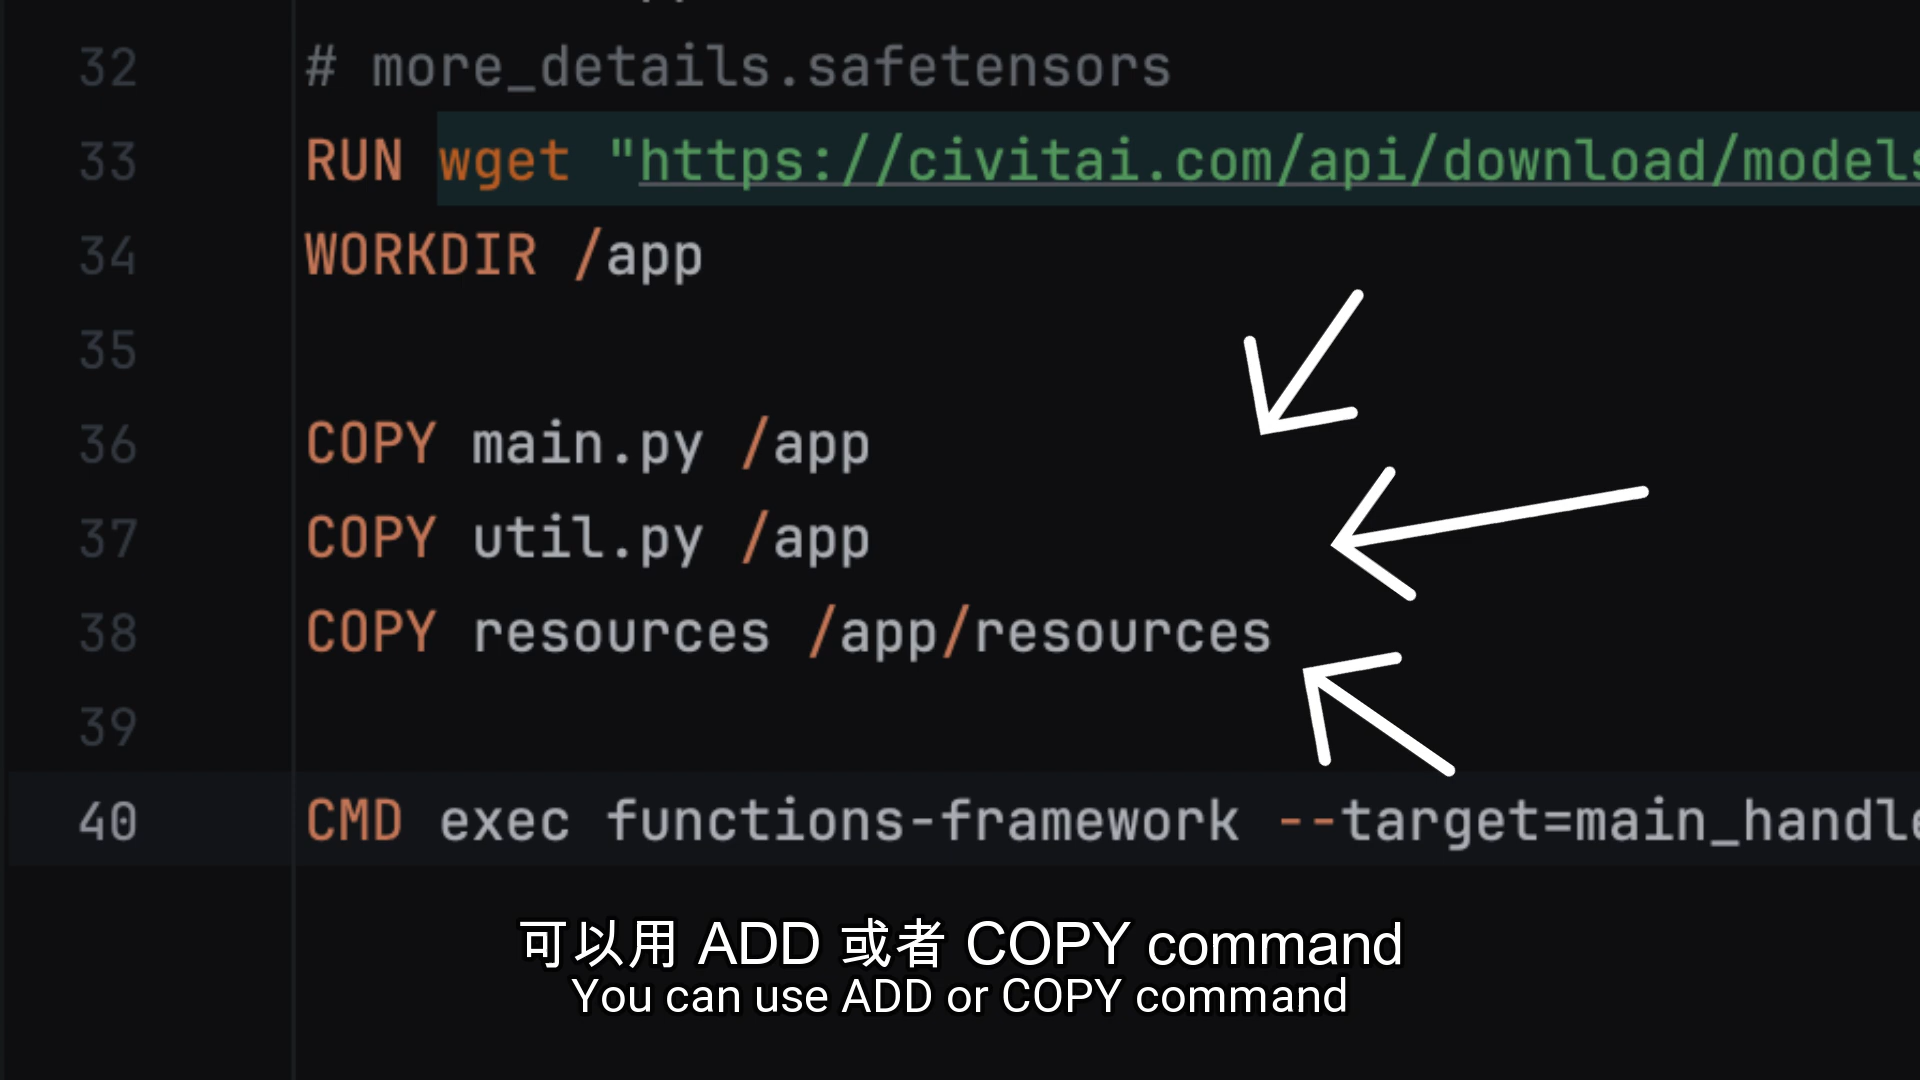 32 # more_details.safetensors
33 RUN wget "https://civitai.com/api/download/models
34 WORKDIR /app
35
36 COPY main.py /app
37 COPY util.py /app
38 COPY resources /app/resources
39
40 CMD exec functions-framework --target=main_handle
可以用 ADD 或者 COPY command
You can use ADD or COPY command